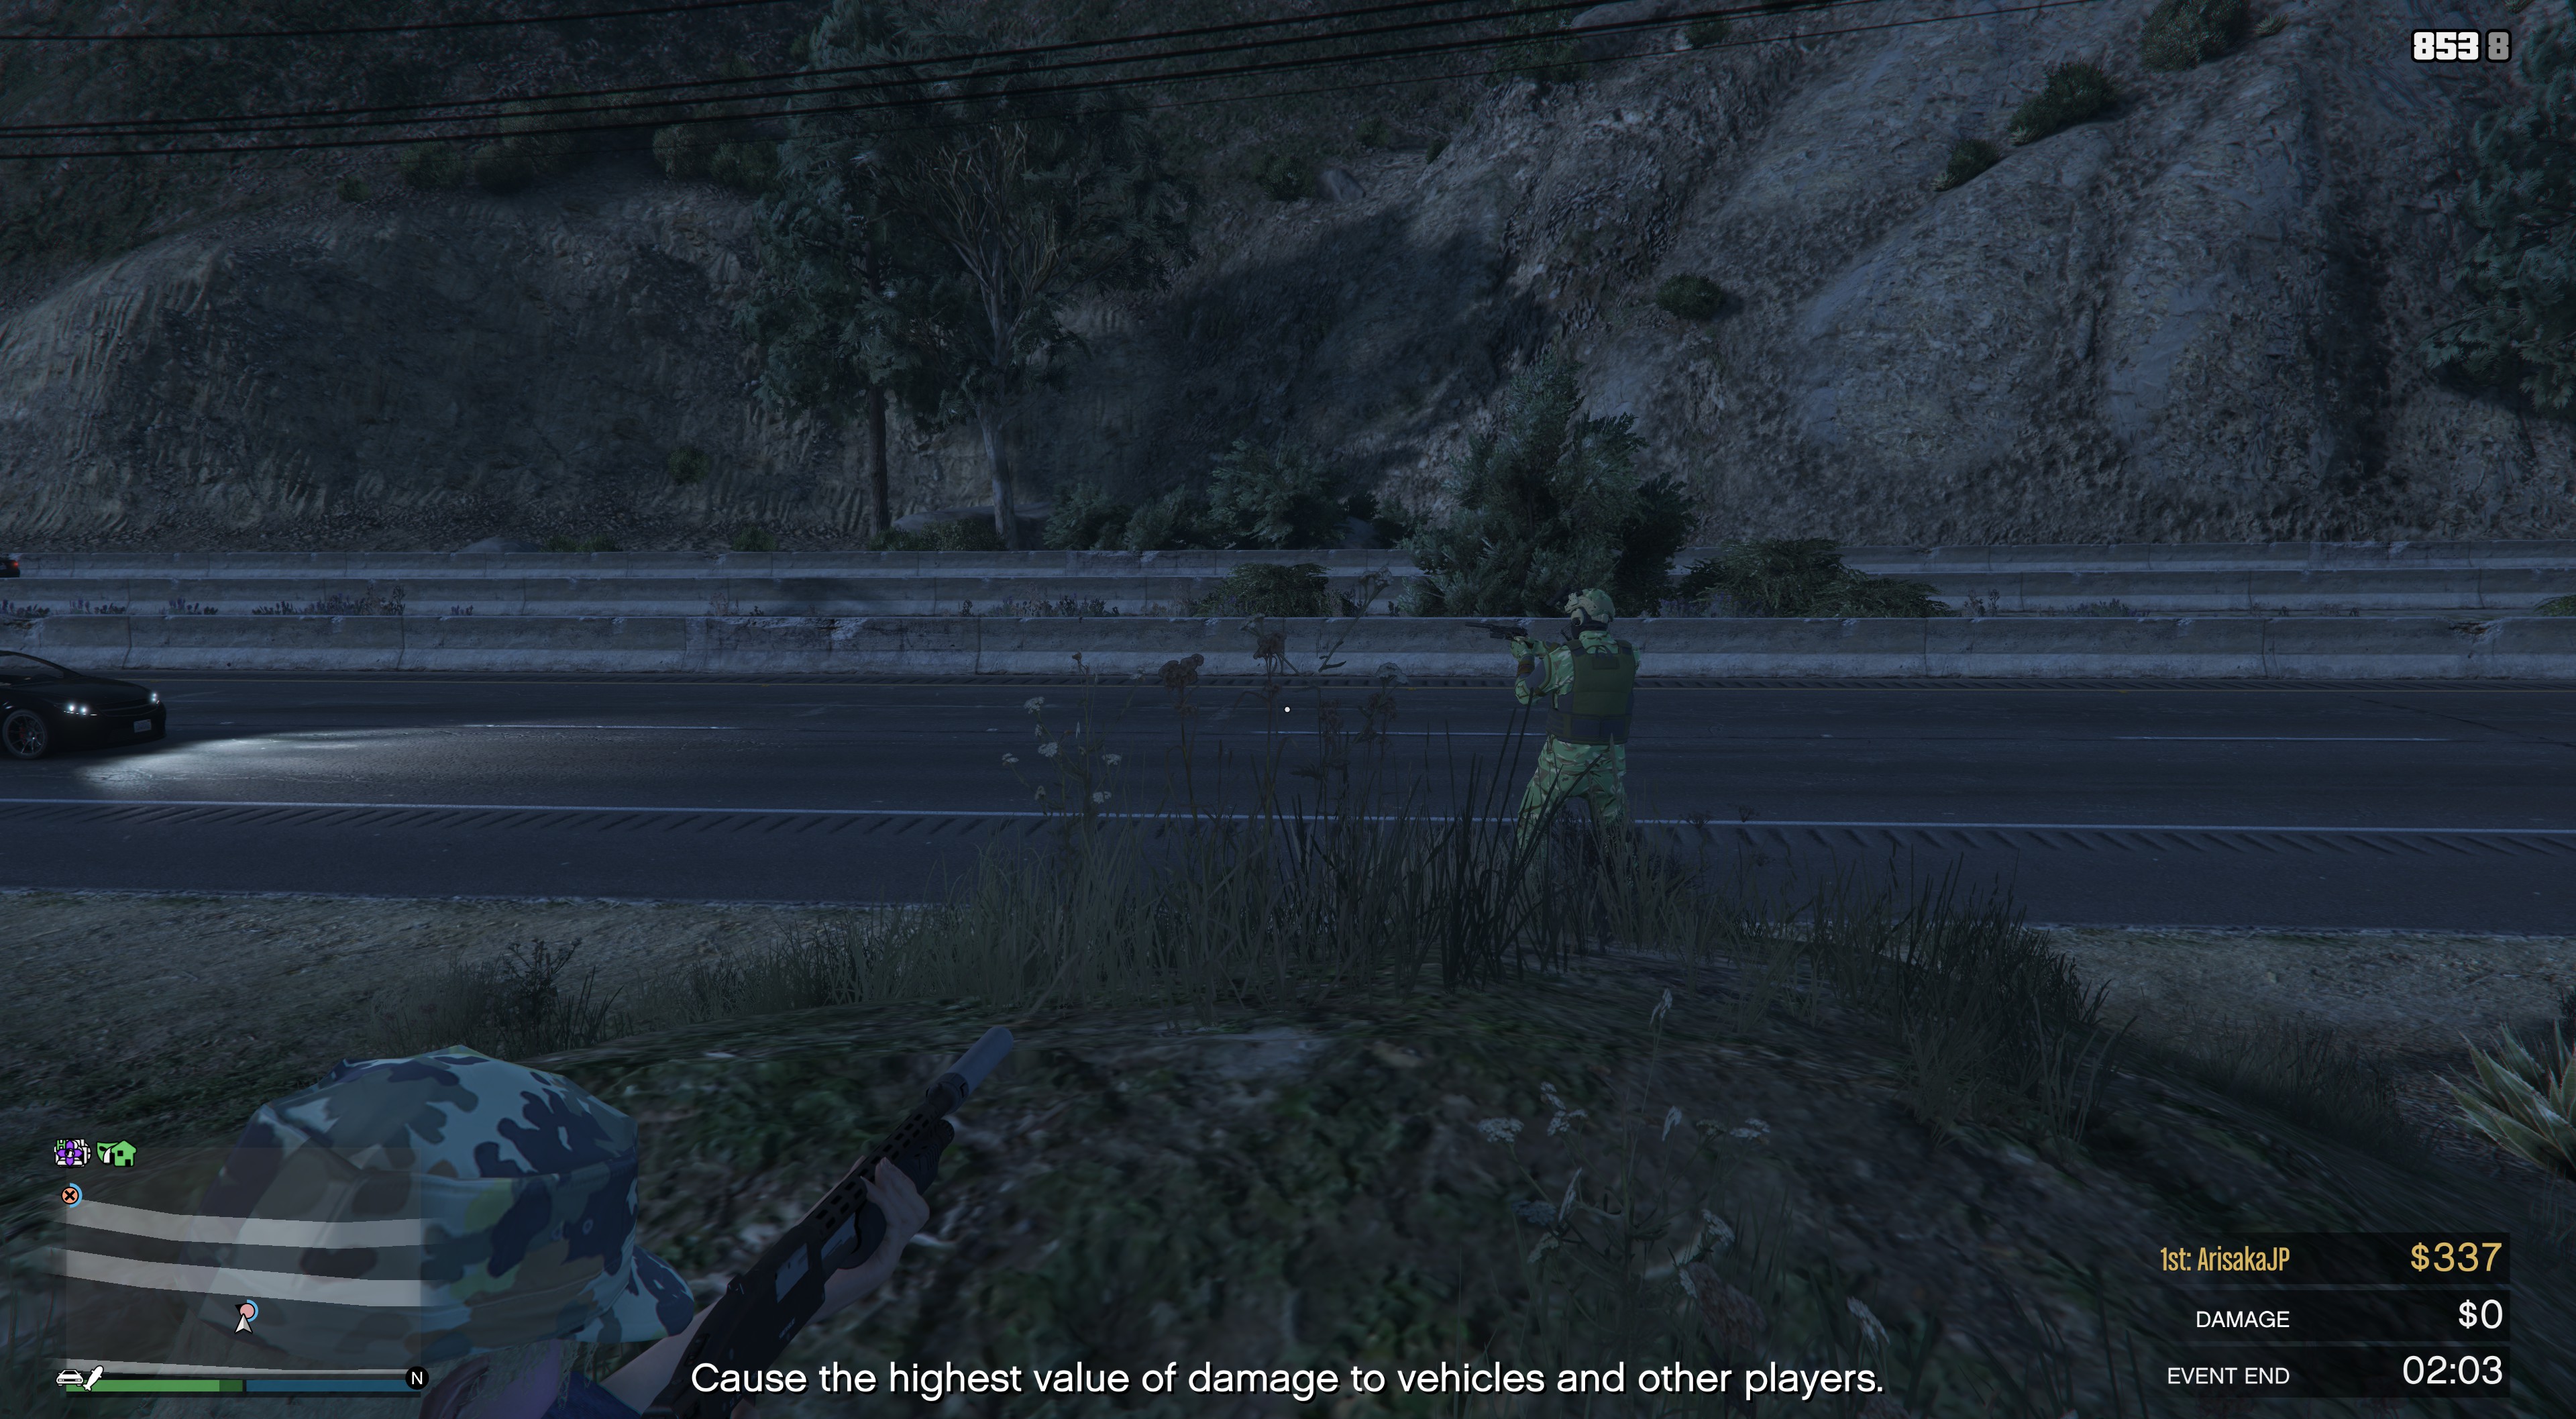 853 8
1st: ArisakaJP $337
DAMAGE $0
EVENT END 02:03
N
Cause the highest value of damage to vehicles and other players.